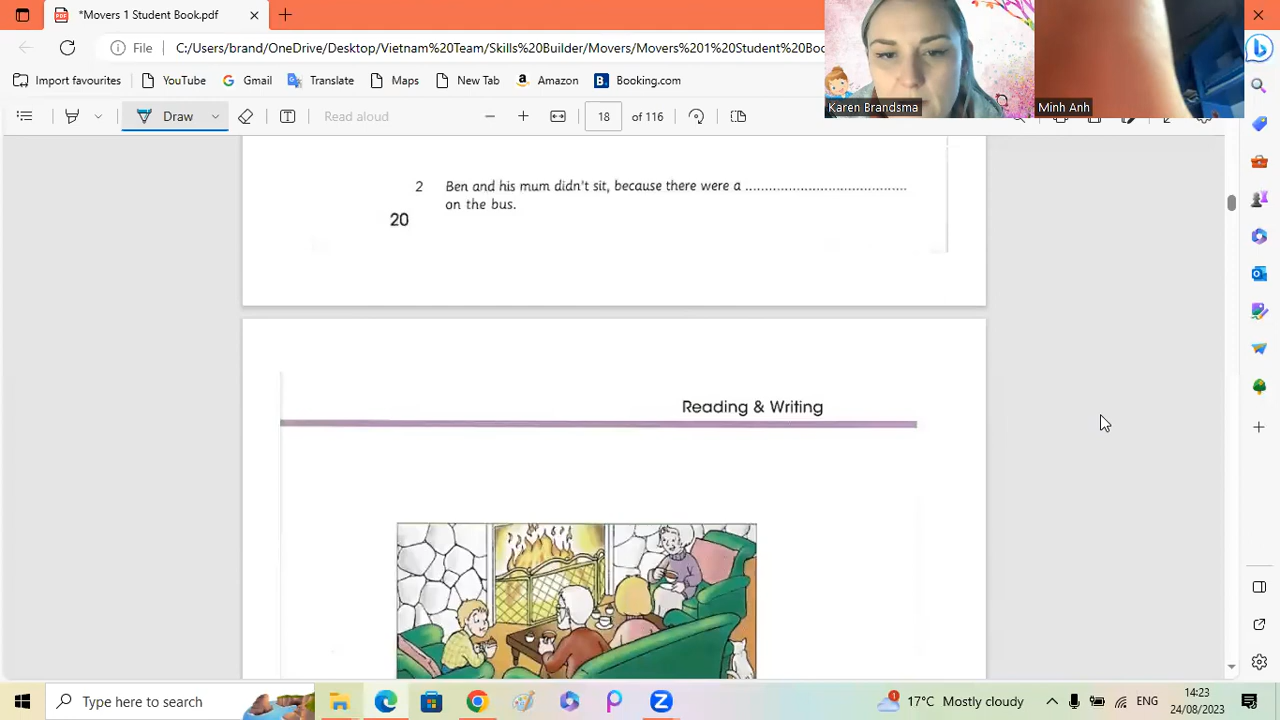 *Movers 1 Student Book.pdf
File
C:/Users/brand/OneDrive/Desktop/Vietnam%20Team/Skills%20Builder/Movers/Movers%201%20Student%20Boo
Import favourites
YouTube
Gmail
Translate
Maps
New Tab
Amazon
B.
Booking.com
Draw
Read aloud
18
of 116
Karen Brandsma
Minh Anh
2 Ben and his mum didn't sit, because there were a ........................................
on the bus.
20
Reading & Writing
Type here to search
1
17°C Mostly cloudy
ENG
14:23
24/08/2023